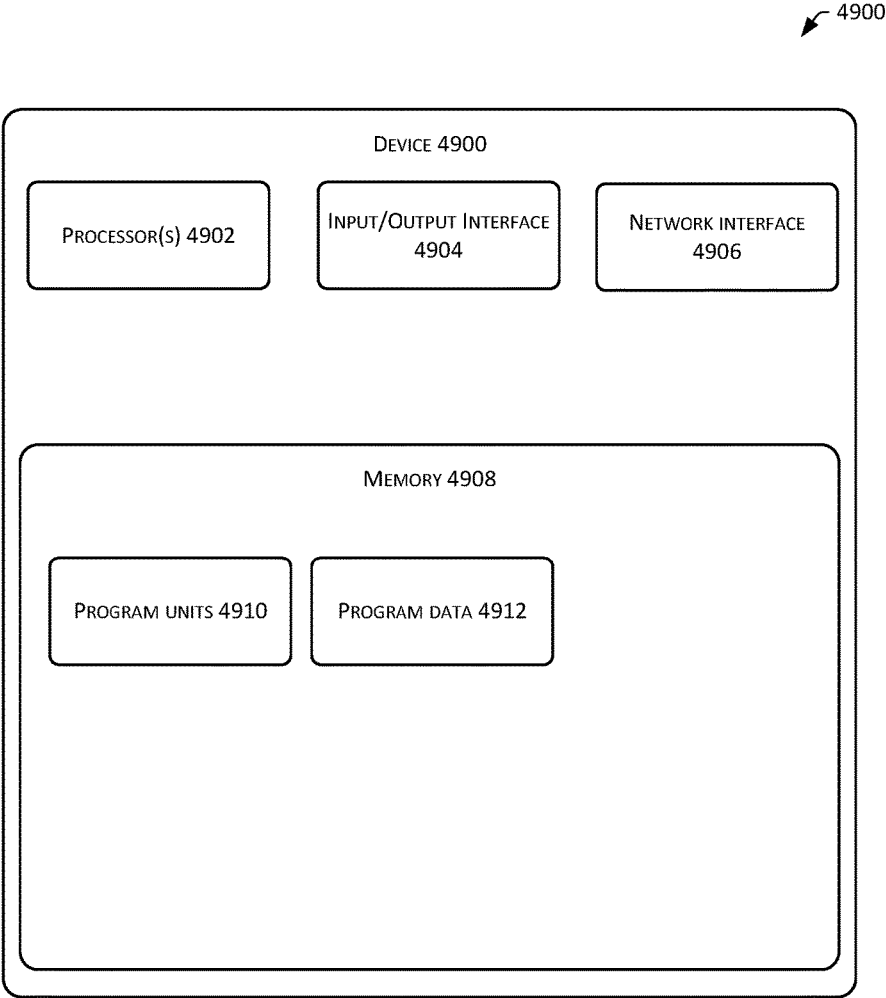 4900
Device 4900
Processor(s) 4902
Input/Output Interface
4904
Network interface
4906
Memory 4908
Program units 4910
Program data 4912